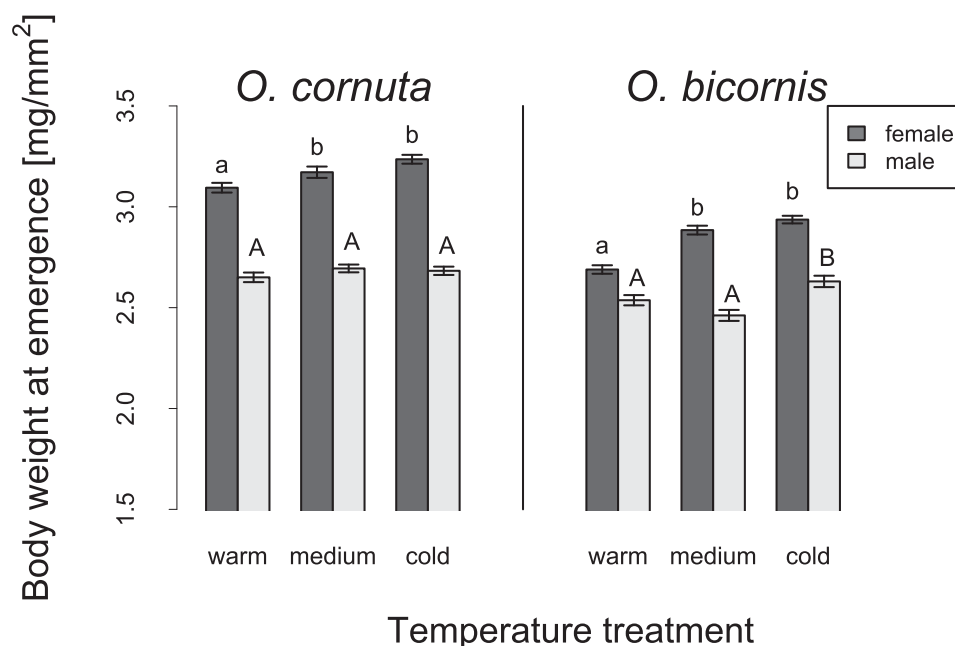 Body weight at emergence [mg/mm²]
O. cornuta
O. bicornis
3.5
3.0
2.5
2.0
1.5
female
male
a
A
b
A
b
A
a
A
b
A
b
B
warm medium cold
warm medium cold
Temperature treatment